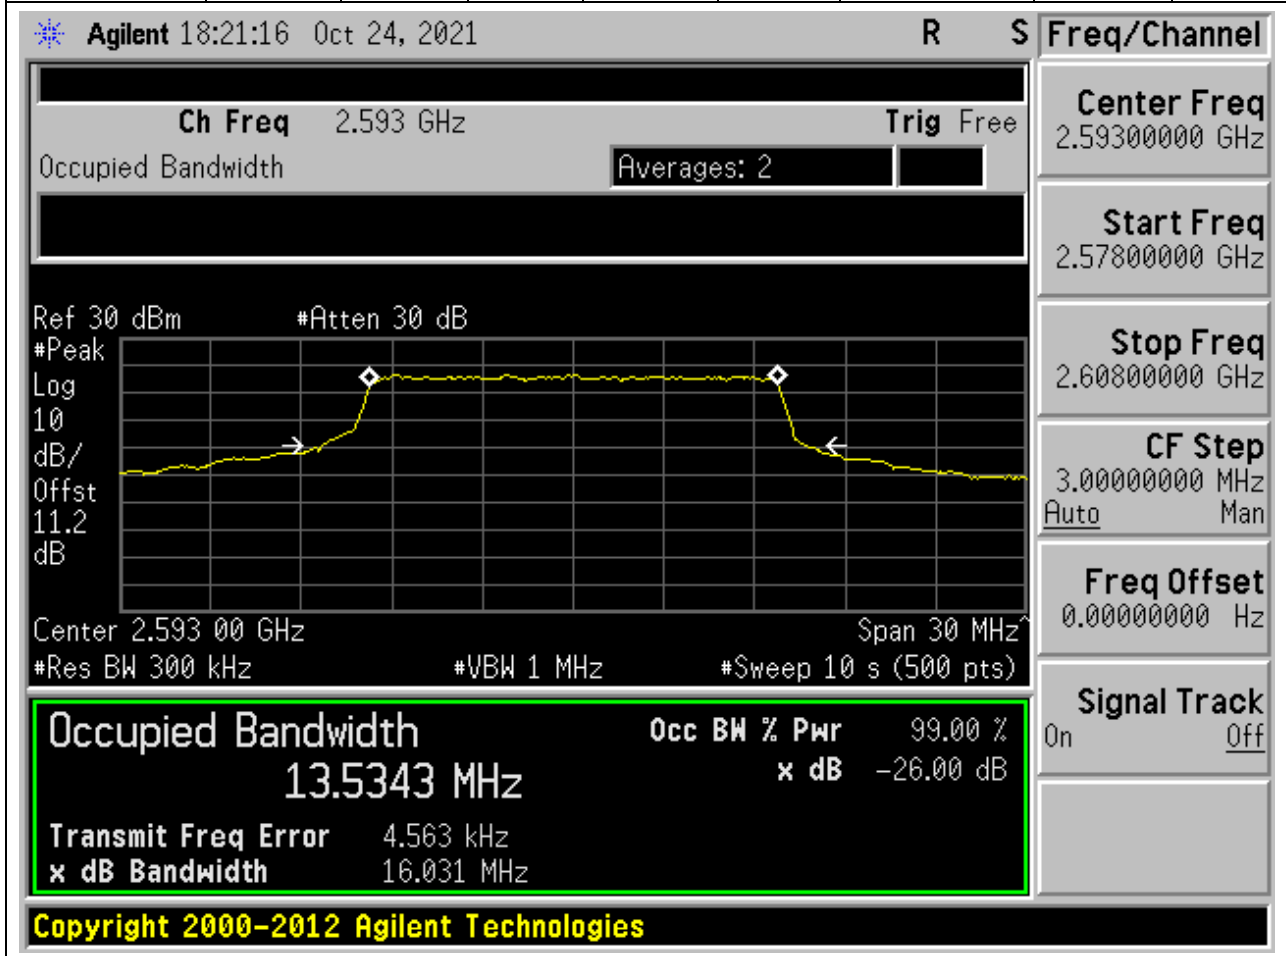 Agilent 18:21:16 Oct 24, 2021 R S
Freq/Channel
Ch Freq 2.593 GHz Trig Free
Occupied Bandwidth Averages: 2
Center Freq
2.59300000 GHz
Start Freq
2.57800000 GHz
Stop Freq
2.60800000 GHz
CF Step
3.00000000 MHz
Auto Man
Freq Offset
0.00000000 Hz
Signal Track
On Off
Ref 30 dBm #Atten 30 dB
#Peak
Log
10
dB/
Offst
11.2
dB
Center 2.593 00 GHz Span 30 MHz^
#Res BW 300 kHz #VBW 1 MHz #Sweep 10 s (500 pts)
Occupied Bandwidth Occ BW % Pwr 99.00 %
13.5343 MHz x dB -26.00 dB
Transmit Freq Error 4.563 kHz
x dB Bandwidth 16.031 MHz
Copyright 2000-2012 Agilent Technologies